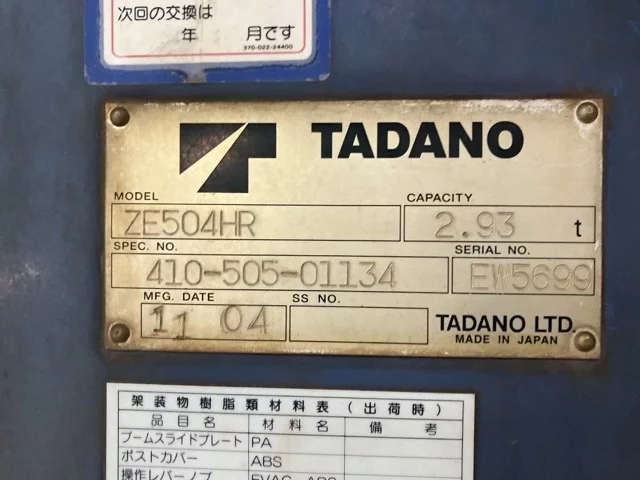 次回の交換は
年 月です
370-022-24400
TADANO
MODEL CAPACITY
ZE504HR 2.93 t
SPEC. NO. SERIAL NO.
410-505-01134 EW5699
MFG. DATE SS NO.
11 04
TADANO LTD.
MADE IN JAPAN
架装物樹脂類材料表(出荷時)
品目名 材料名 備考
ブームスライドプレート PA
ポストカバー ABS
操作レバーノブ